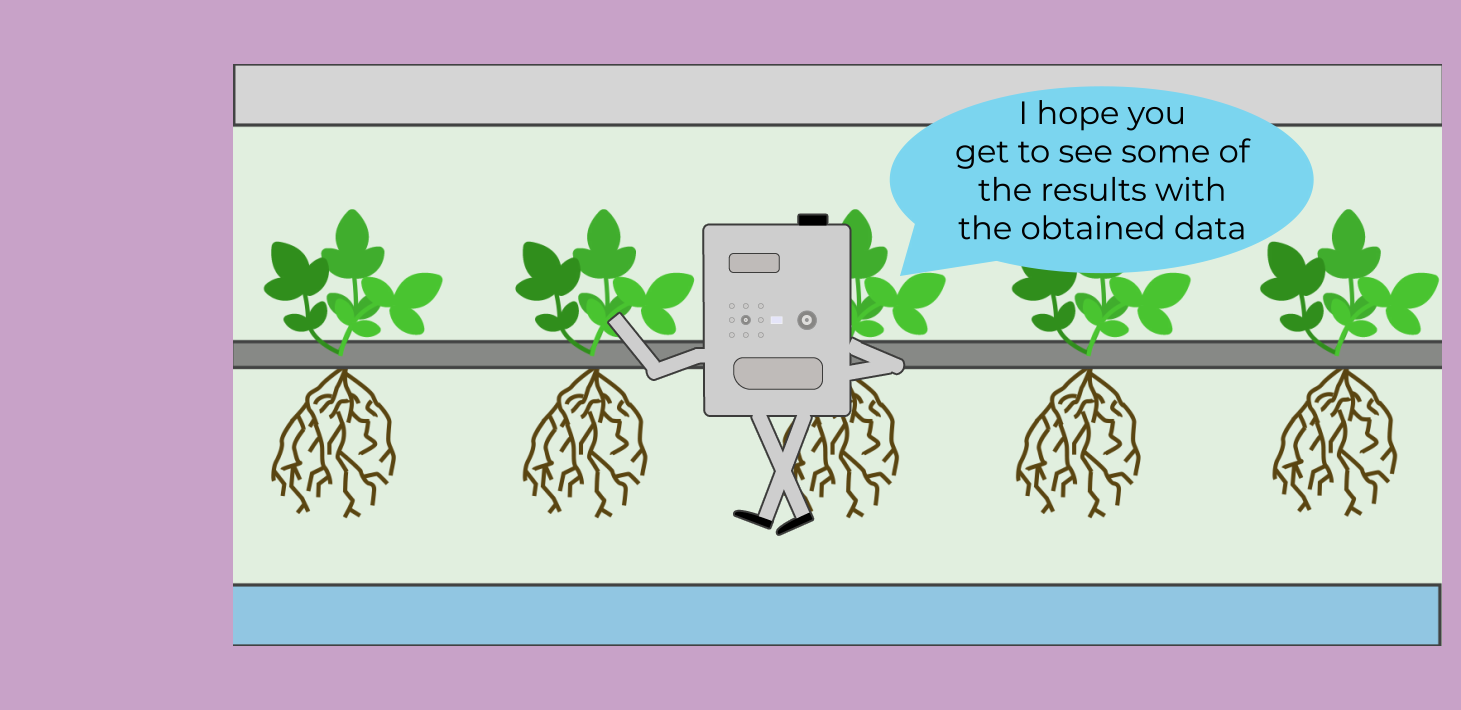 I hope you
get to see some of
the results with
the obtained data